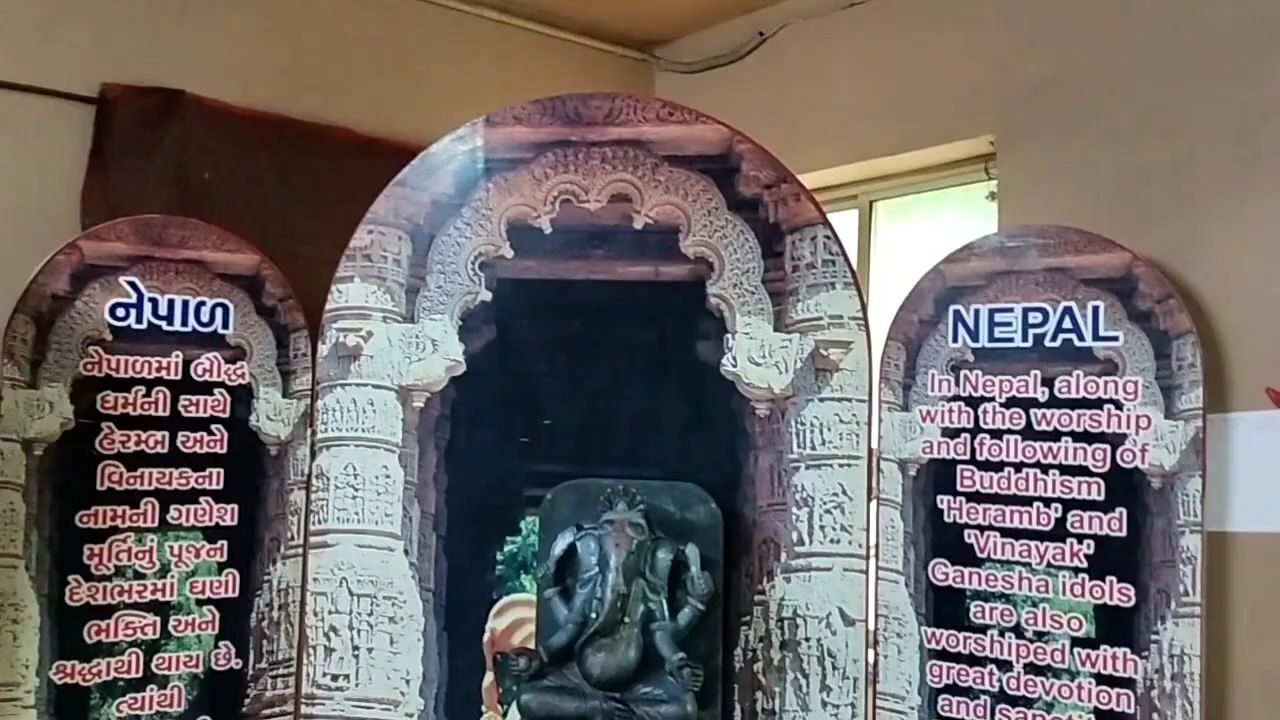 નેપાળ
નેપાળમાં બૌદ્ધ
ધર્મની સાથે
હેરમ્બ અને
વિનાયકના
નામની ગણેશ
મૂર્તિનું પૂજન
દેશભરમાં ઘણી
ભક્તિ અને
શ્રદ્ધાથી થાય છે.
ત્યાંથી
NEPAL
In Nepal, along
with the worship
and following of
Buddhism
'Heramb' and
'Vinayak'
Ganesha idols
are also
worshiped with
great devotion
and